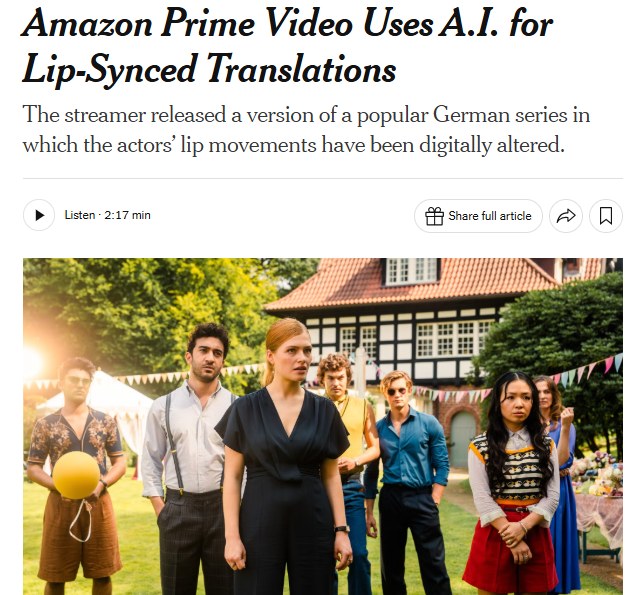 Amazon Prime Video Uses A.I. for
Lip-Synced Translations
The streamer released a version of a popular German series in
which the actors’ lip movements have been digitally altered.
Listen · 2:17 min
Share full article